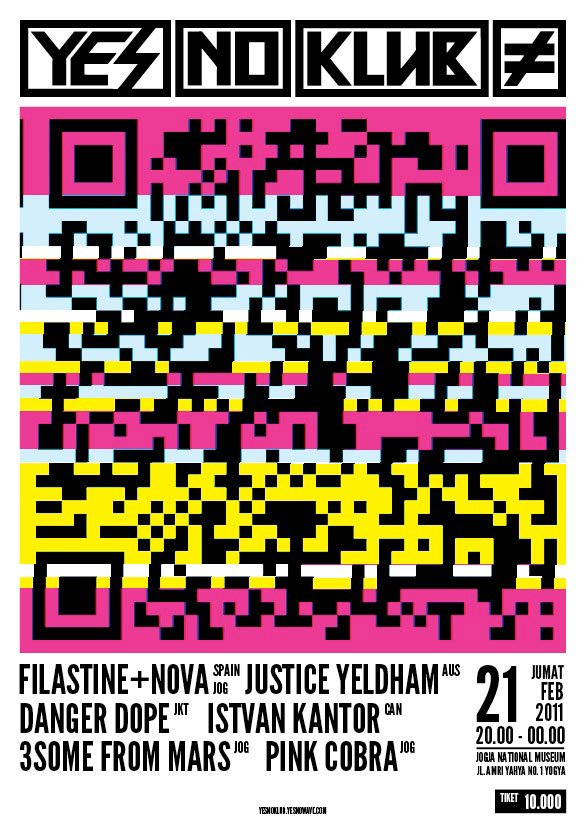 YES NO KLUB ≠
FILASTINE+NOVA SPAIN JOG JUSTICE YELDHAM AUS
DANGER DOPE JKT ISTVAN KANTOR CAN
3SOME FROM MARS JOG PINK COBRA JOG
21 JUMAT
FEB
2011
20.00 - 00.00
JOGJA NATIONAL MUSEUM
JL. AMRI YAHYA NO. 1 YOGYA
TIKET 10.000
YESNOKLUB.YESNOWAVE.COM